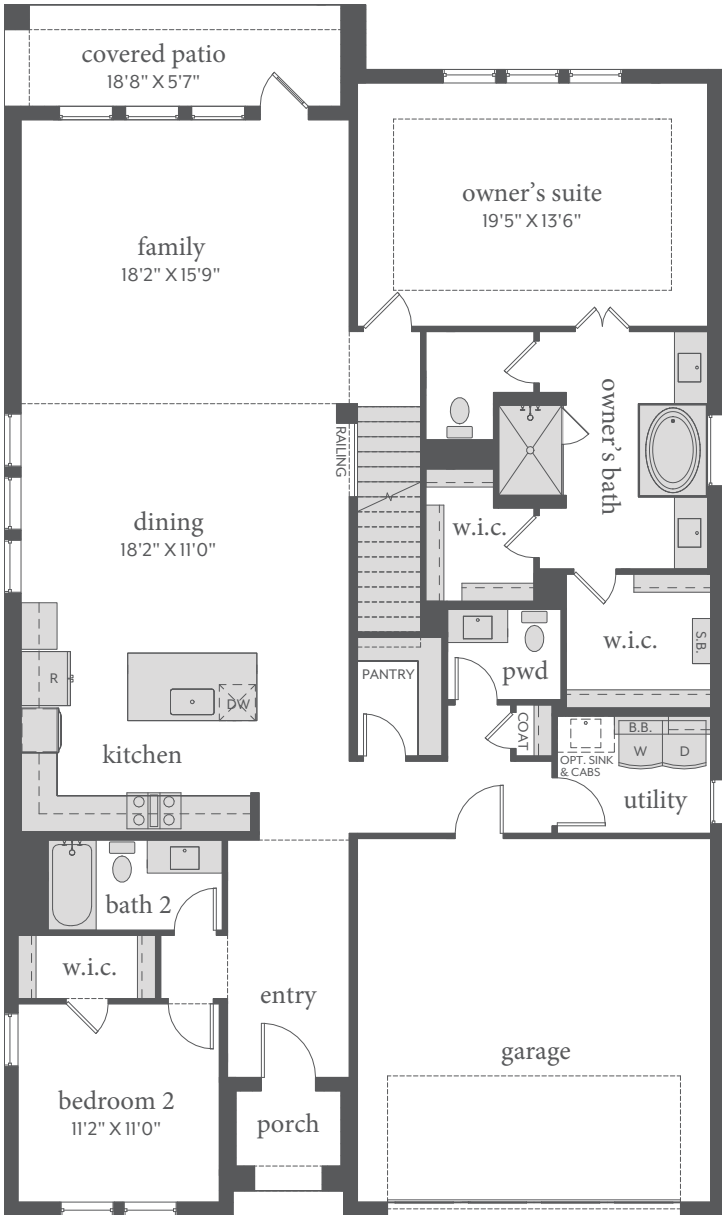 covered patio
18'8" X 5'7"
owner's suite
19'5" X 13'6"
family
18'2" X 15'9"
owner's bath
RAILING
dining
18'2" X 11'0"
w.i.c.
w.i.c.
S.B.
pwd
PANTRY
R
DW
kitchen
COAT
B.B.
W
D
OPT. SINK
& CABS
utility
bath 2
w.i.c.
entry
garage
bedroom 2
11'2" X 11'0"
porch